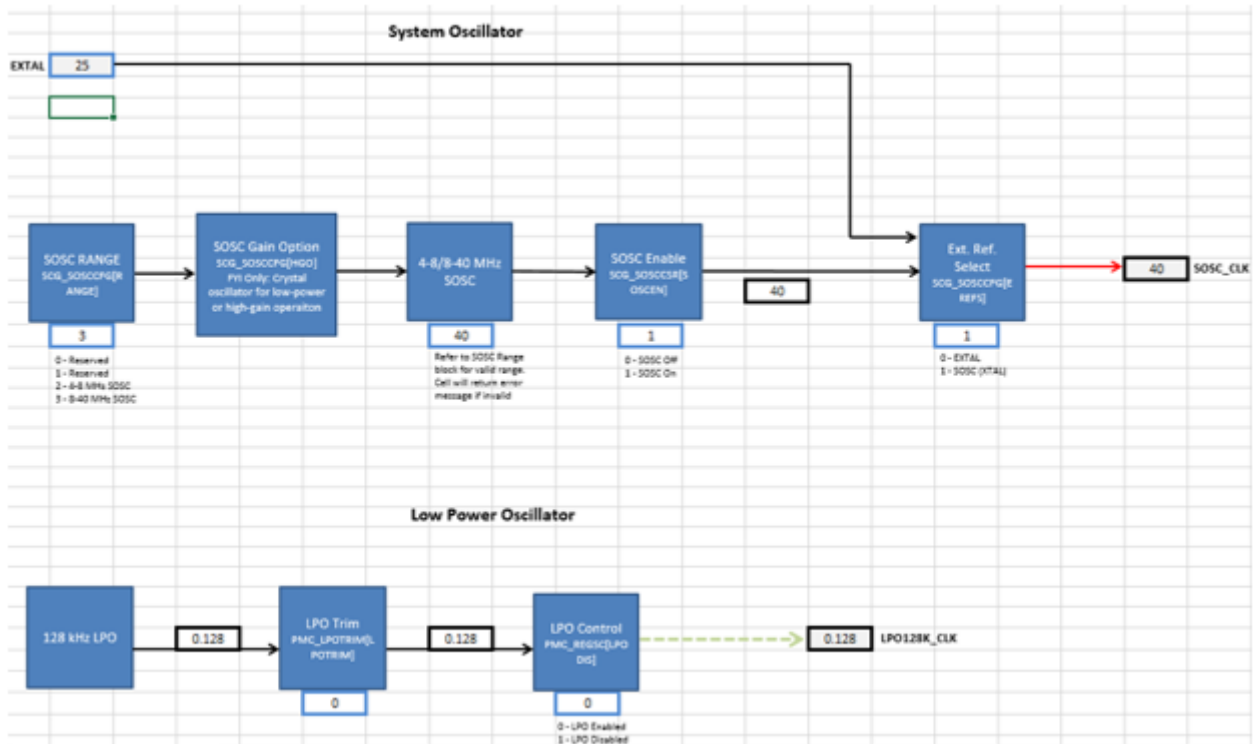 System Oscillator
EXTAL 25
SOSC RANGE
SCG_SOSCCFG[R
ANGE]
3
0 - Reserved
1 - Reserved
2 - 4-8 MHz SOSC
3 - 8-40 MHz SOSC
SOSC Gain Option
SCG_SOSCCFG[HGO]
FYI Only: Crystal
oscillator for low-power
or high-gain operaiton
4-8/8-40 MHz
SOSC
40
Refer to SOSC Range
block for valid range.
Cell will return error
message if invalid
SOSC Enable
SCG_SOSCCSR[S
OSCEN]
1
0 - SOSC Off
1 - SOSC On
40
Ext. Ref.
Select
SCG_SOSCCFG[E
REFS]
1
0 - EXTAL
1 - SOSC (XTAL)
40 SOSC_CLK
Low Power Oscillator
128 kHz LPO
0.128
LPO Trim
PMC_LPOTRIM[L
POTRIM]
0
0.128
LPO Control
PMC_REGSC[LPO
DIS]
0
0 - LPO Enabled
1 - LPO Disabled
0.128 LPO128K_CLK